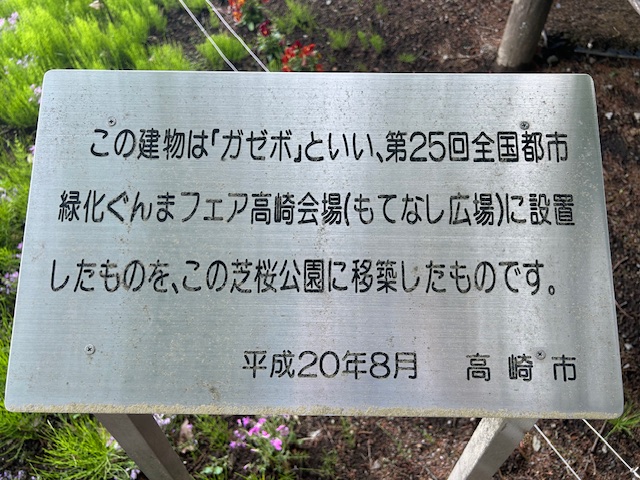 この建物は「ガゼボ」といい、第25回全国都市
緑化ぐんまフェア高崎会場(もてなし広場)に設置
したものを、この芝桜公園に移築したものです。
平成20年8月　高崎市